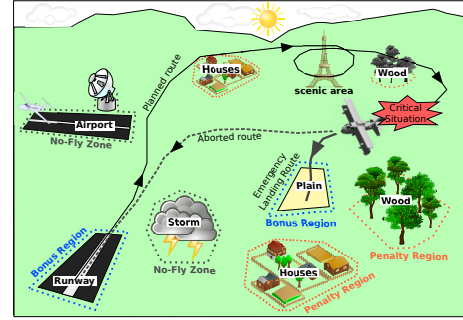 Planned route
Houses
scenic area
Wood
Critical
Situation
Airport
No-Fly Zone
Aborted route
Emergency
Landing Route
Plain
Bonus Region
Wood
Penalty Region
Storm
No-Fly Zone
Bonus Region
Runway
Houses
Penalty Region